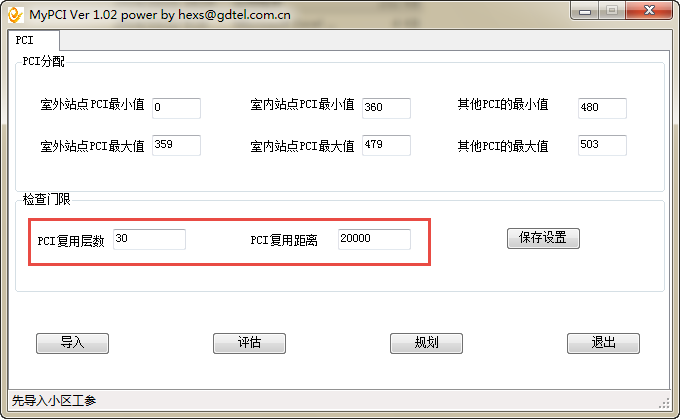 MyPCI Ver 1.02 power by hexs@gdtel.com.cn
PCI
PCI分配
室外站点PCI最小值 0 室内站点PCI最小值 360 其他PCI的最小值 480
室外站点PCI最大值 359 室内站点PCI最大值 479 其他PCI的最大值 503
检查门限
PCI复用层数 30 PCI复用距离 20000 保存设置
导入 评估 规划 退出
先导入小区工参